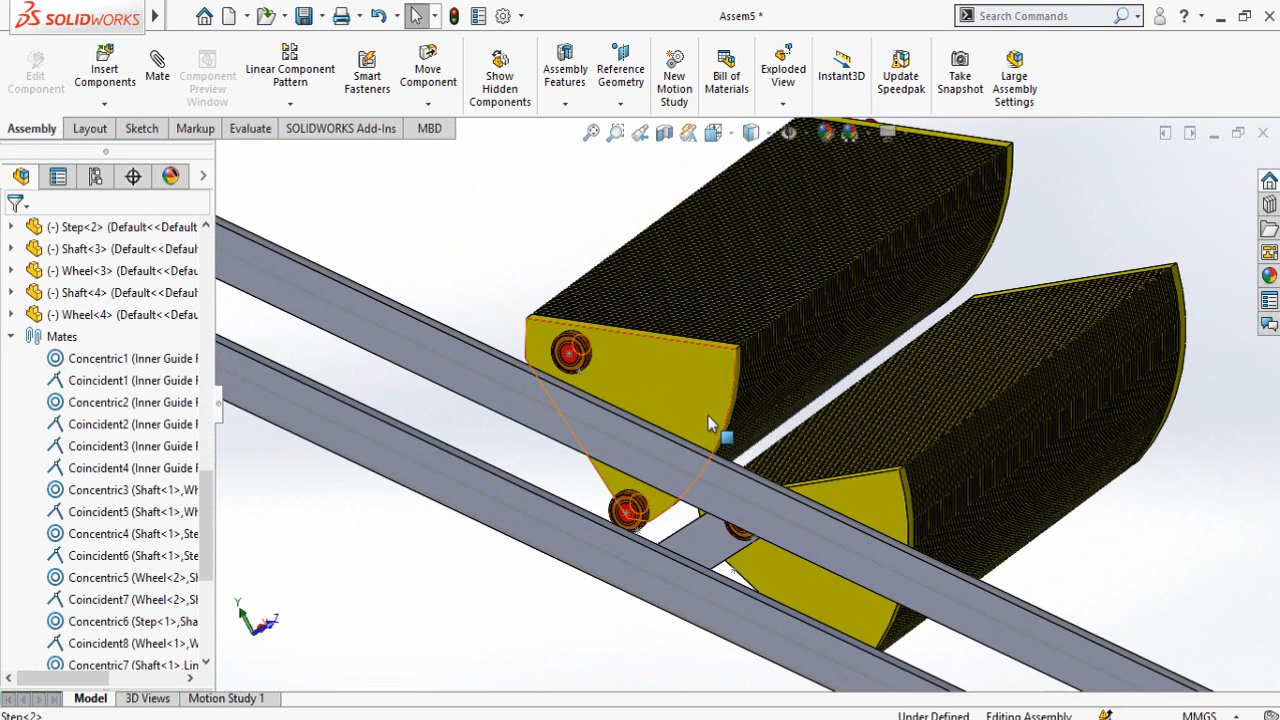 SOLIDWORKS
Assem5 *
Search Commands
?
Edit Component
Insert Components
Mate
Component Preview Window
Linear Component Pattern
Smart Fasteners
Move Component
Show Hidden Components
Assembly Features
Reference Geometry
New Motion Study
Bill of Materials
Exploded View
Instant3D
Update Speedpak
Take Snapshot
Large Assembly Settings
Assembly
Layout
Sketch
Markup
Evaluate
SOLIDWORKS Add-Ins
MBD
(-) Step<2> (Default<<Default
(-) Shaft<3> (Default<<Defaul
(-) Wheel<3> (Default<<Defau
(-) Shaft<4> (Default<<Defaul
(-) Wheel<4> (Default<<Defau
Mates
Concentric1 (Inner Guide F
Coincident1 (Inner Guide F
Concentric2 (Inner Guide F
Coincident2 (Inner Guide F
Coincident3 (Inner Guide F
Coincident4 (Inner Guide F
Concentric3 (Shaft<1>,Wh
Coincident5 (Shaft<1>,Wh
Concentric4 (Shaft<1>,Ste
Coincident6 (Shaft<1>,Ste
Concentric5 (Wheel<2>,Sh
Coincident7 (Wheel<2>,Sh
Concentric6 (Step<1>,Sha
Coincident8 (Wheel<1>,W
Concentric7 (Shaft<1>,Lin
Y
Z
Model
3D Views
Motion Study 1
Step<2>
Under Defined
Editing Assembly
MMGS